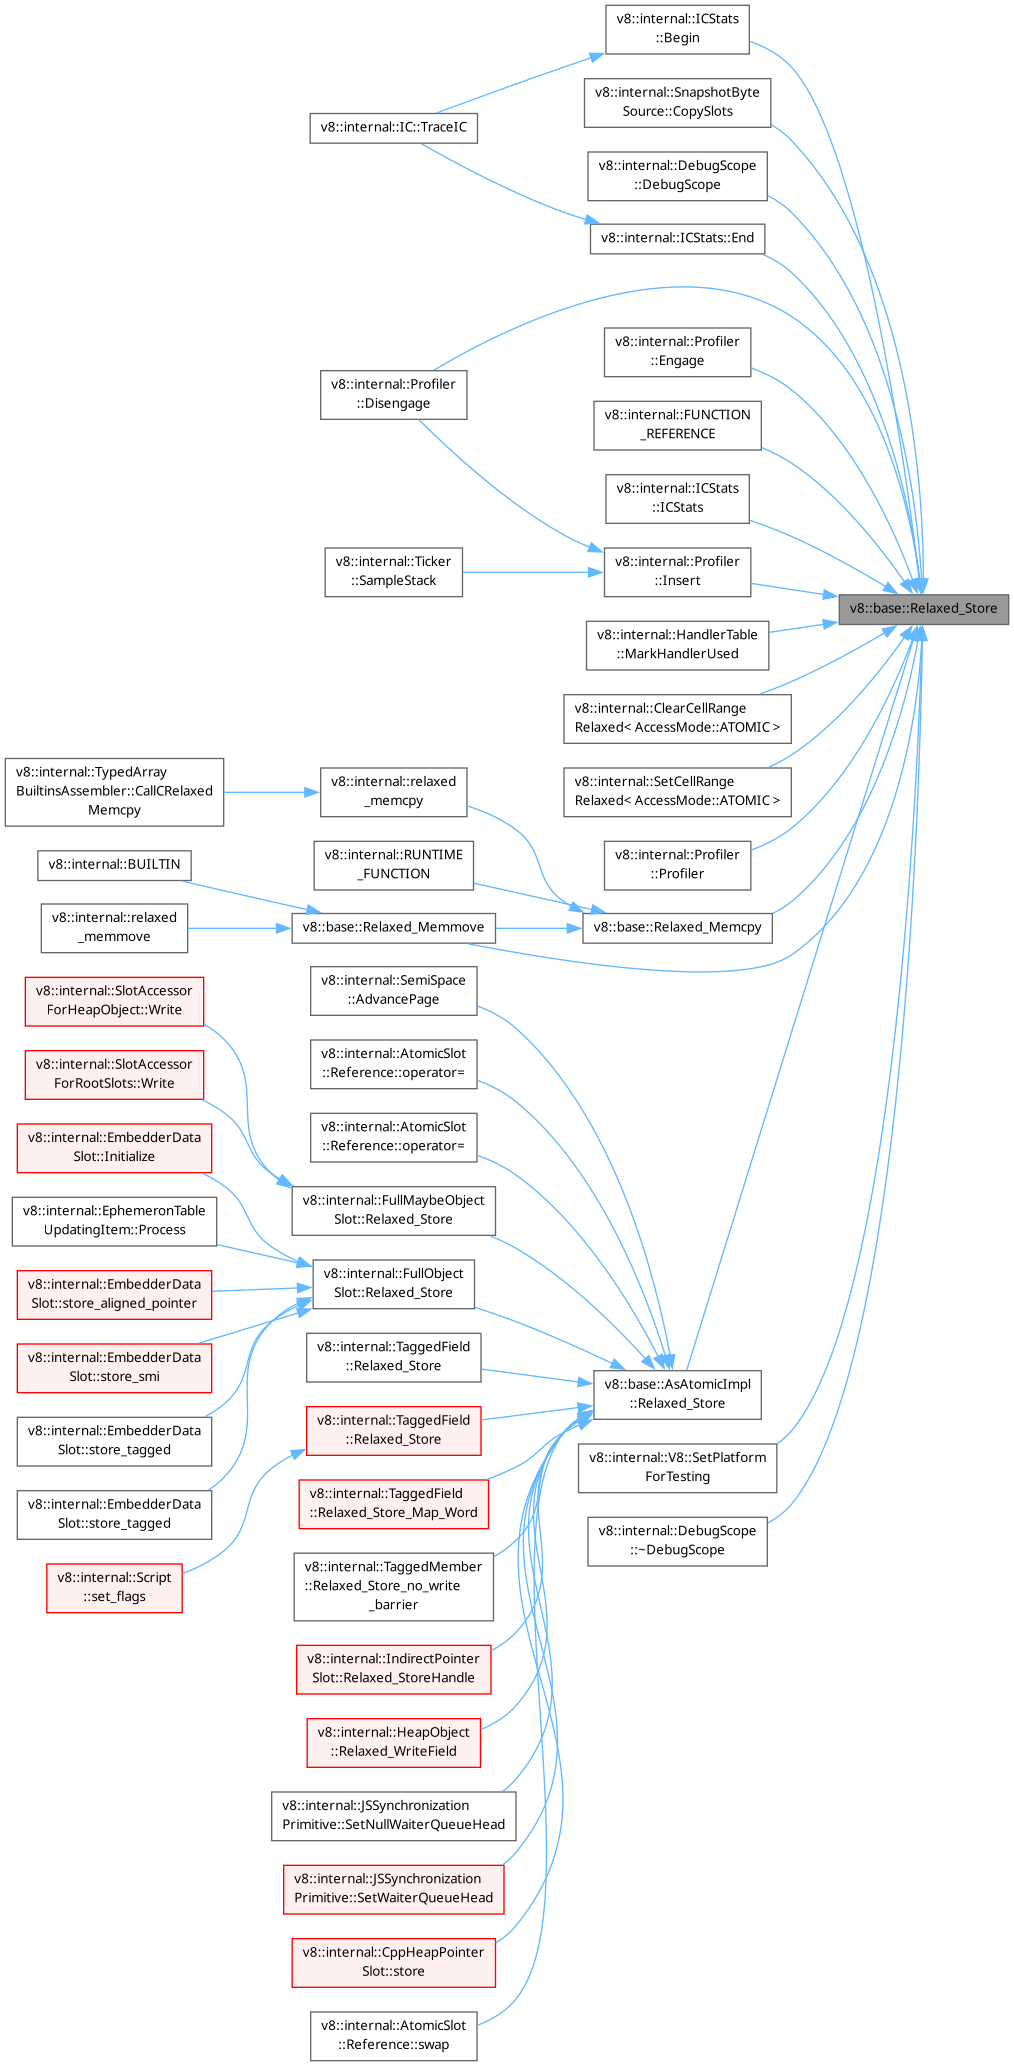 v8::internal::ICStats
::Begin
v8::internal::SnapshotByte
Source::CopySlots
v8::internal::IC::TraceIC
v8::internal::DebugScope
::DebugScope
v8::internal::ICStats::End
v8::internal::Profiler
::Engage
v8::internal::Profiler
::Disengage
v8::internal::FUNCTION
_REFERENCE
v8::internal::ICStats
::ICStats
v8::internal::Ticker
::SampleStack
v8::internal::Profiler
::Insert
v8::base::Relaxed_Store
v8::internal::HandlerTable
::MarkHandlerUsed
v8::internal::ClearCellRange
Relaxed< AccessMode::ATOMIC >
v8::internal::TypedArray
BuiltinsAssembler::CallCRelaxed
Memcpy
v8::internal::relaxed
_memcpy
v8::internal::SetCellRange
Relaxed< AccessMode::ATOMIC >
v8::internal::BUILTIN
v8::internal::RUNTIME
_FUNCTION
v8::internal::Profiler
::Profiler
v8::internal::relaxed
_memmove
v8::base::Relaxed_Memmove
v8::base::Relaxed_Memcpy
v8::internal::SlotAccessor
ForHeapObject::Write
v8::internal::SemiSpace
::AdvancePage
v8::internal::SlotAccessor
ForRootSlots::Write
v8::internal::AtomicSlot
::Reference::operator=
v8::internal::EmbedderData
Slot::Initialize
v8::internal::AtomicSlot
::Reference::operator=
v8::internal::EphemeronTable
UpdatingItem::Process
v8::internal::FullMaybeObject
Slot::Relaxed_Store
v8::internal::EmbedderData
Slot::store_aligned_pointer
v8::internal::FullObject
Slot::Relaxed_Store
v8::internal::EmbedderData
Slot::store_smi
v8::internal::TaggedField
::Relaxed_Store
v8::base::AsAtomicImpl
::Relaxed_Store
v8::internal::EmbedderData
Slot::store_tagged
v8::internal::TaggedField
::Relaxed_Store
v8::internal::V8::SetPlatform
ForTesting
v8::internal::EmbedderData
Slot::store_tagged
v8::internal::TaggedField
::Relaxed_Store_Map_Word
v8::internal::DebugScope
::~DebugScope
v8::internal::Script
::set_flags
v8::internal::TaggedMember
::Relaxed_Store_no_write
_barrier
v8::internal::IndirectPointer
Slot::Relaxed_StoreHandle
v8::internal::HeapObject
::Relaxed_WriteField
v8::internal::JSSynchronization
Primitive::SetNullWaiterQueueHead
v8::internal::JSSynchronization
Primitive::SetWaiterQueueHead
v8::internal::CppHeapPointer
Slot::store
v8::internal::AtomicSlot
::Reference::swap